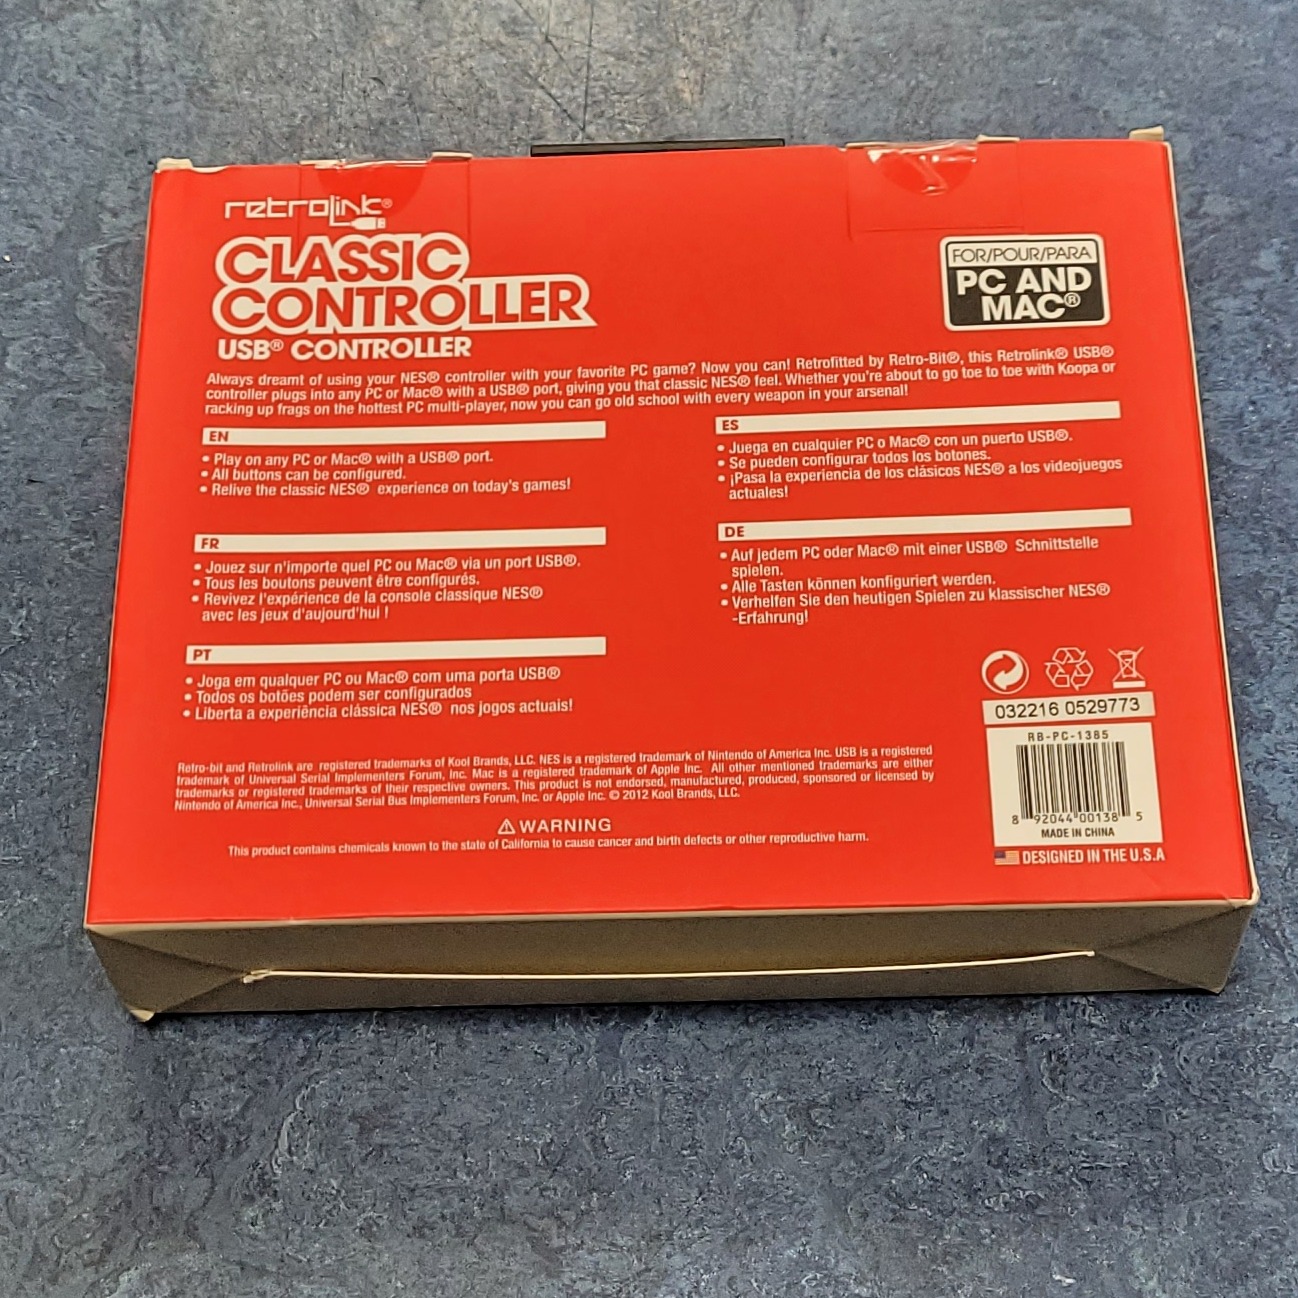 retrolink®
CLASSIC
CONTROLLER
USB® CONTROLLER
FOR/POUR/PARA
PC AND
MAC®
Always dreamt of using your NES® controller with your favorite PC game? Now you can! Retrofitted by Retro-Bit®, this Retrolink® USB®
controller plugs into any PC or Mac® with a USB® port, giving you that classic NES® feel. Whether you're about to go toe to toe with Koopa or
racking up frags on the hottest PC multi-player, now you can go old school with every weapon in your arsenal!
EN
• Play on any PC or Mac® with a USB® port.
• All buttons can be configured.
• Relive the classic NES® experience on today's games!
ES
• Juega en cualquier PC o Mac® con un puerto USB®.
• Se pueden configurar todos los botones.
• ¡Pasa la experiencia de los clásicos NES® a los videojuegos
actuales!
FR
• Jouez sur n'importe quel PC ou Mac® via un port USB®.
• Tous les boutons peuvent être configurés.
• Revivez l'expérience de la console classique NES®
avec les jeux d'aujourd'hui !
DE
• Auf jedem PC oder Mac® mit einer USB® Schnittstelle
spielen.
• Alle Tasten können konfiguriert werden.
• Verhelfen Sie den heutigen Spielen zu klassischer NES®
-Erfahrung!
PT
• Joga em qualquer PC ou Mac® com uma porta USB®
• Todos os botões podem ser configurados
• Liberta a experiência clássica NES® nos jogos actuais!
Retro-bit and Retrolink are registered trademarks of Kool Brands, LLC. NES is a registered trademark of Nintendo of America Inc. USB is a registered
trademark of Universal Serial Implementers Forum, Inc. Mac is a registered trademark of Apple Inc. All other mentioned trademarks are either
trademarks or registered trademarks of their respective owners. This product is not endorsed, manufactured, produced, sponsored or licensed by
Nintendo of America Inc., Universal Serial Bus Implementers Forum, Inc. or Apple Inc. © 2012 Kool Brands, LLC.
⚠ WARNING
This product contains chemicals known to the state of California to cause cancer and birth defects or other reproductive harm.
032216 0529773
RB-PC-1385
8 92044 00138 5
MADE IN CHINA
DESIGNED IN THE U.S.A